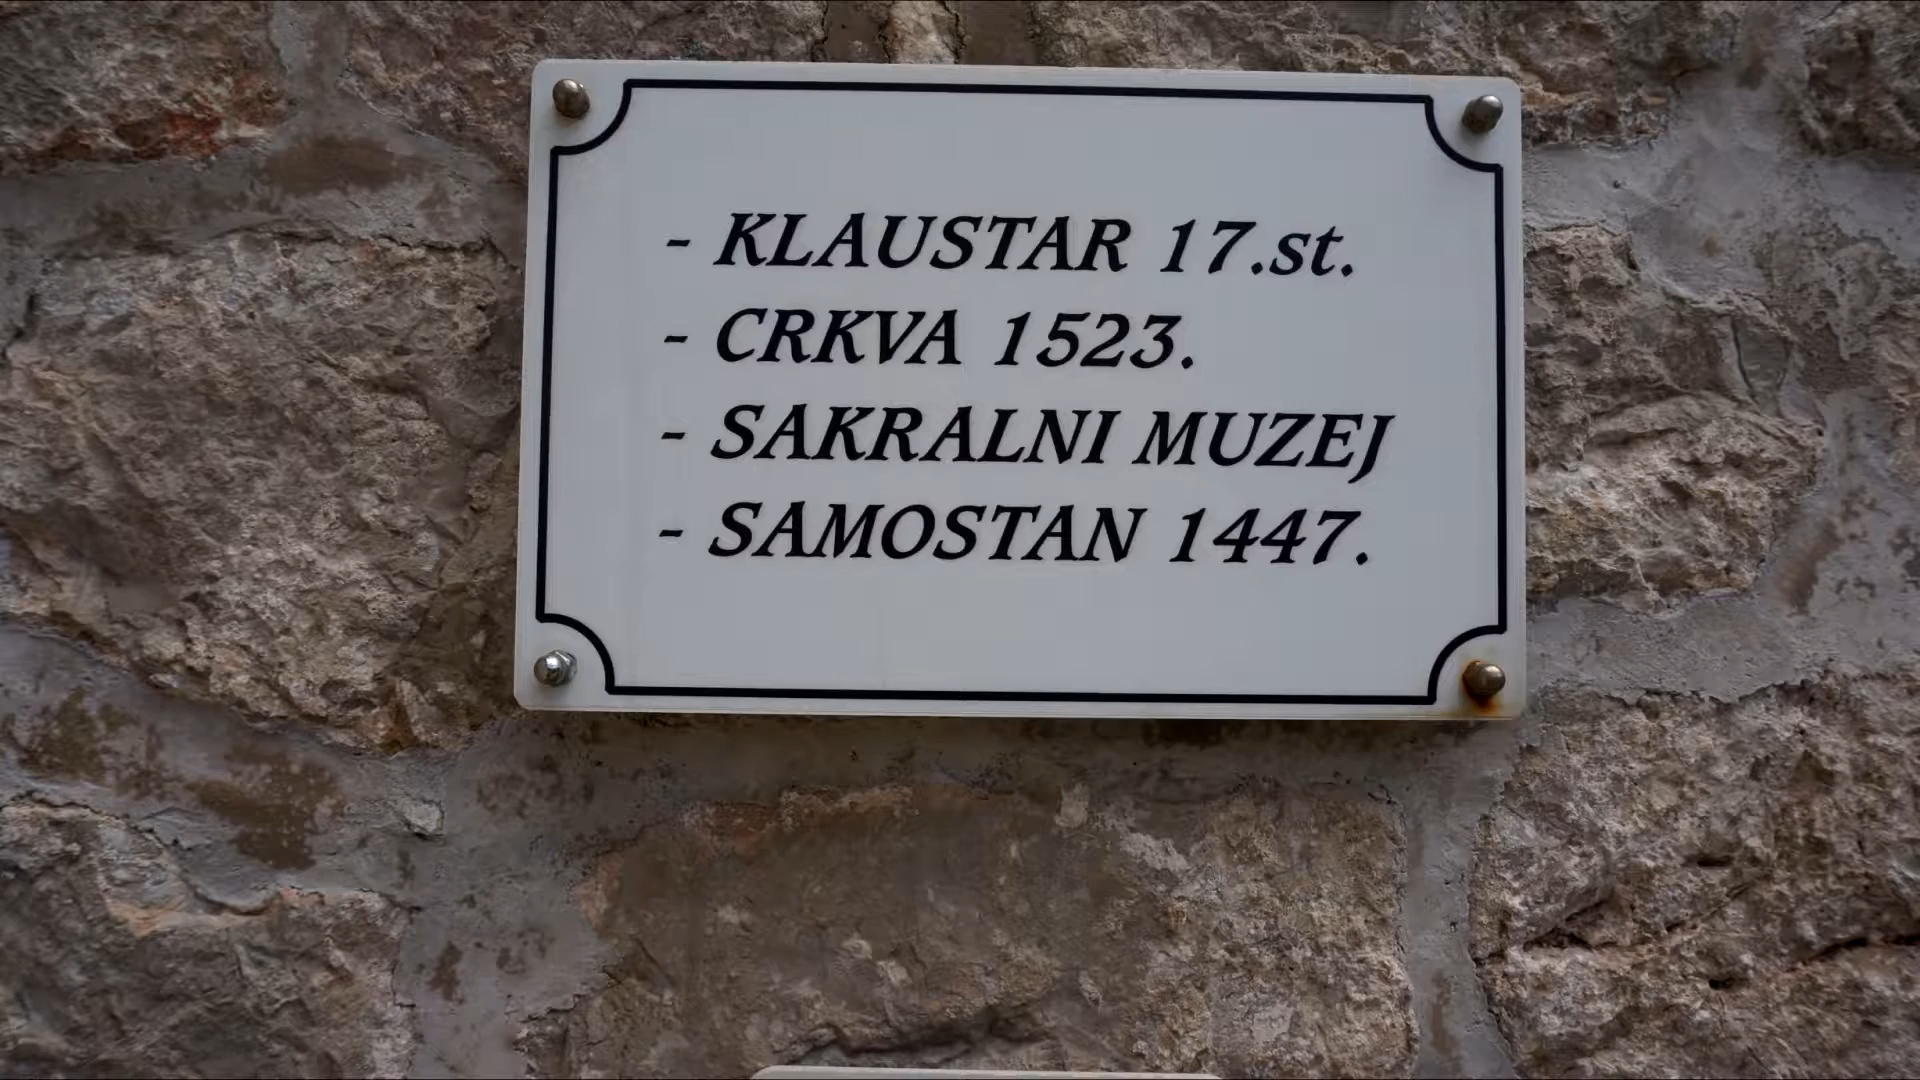 - KLAUSTAR 17.st.
- CRKVA 1523.
- SAKRALNI MUZEJ
- SAMOSTAN 1447.